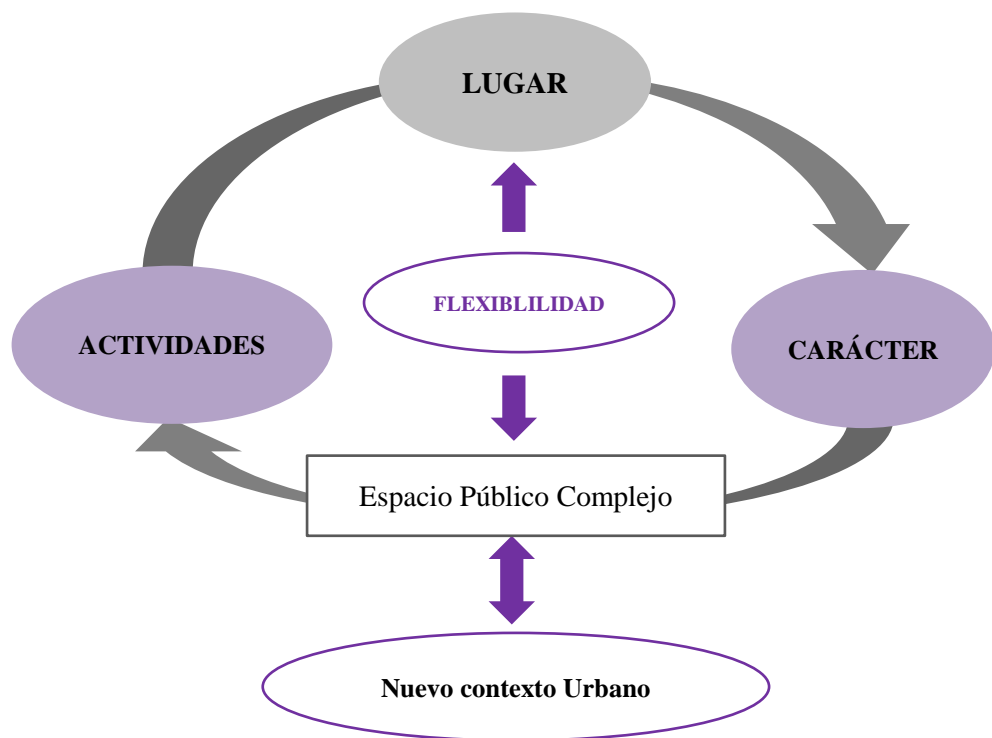 LUGAR
FLEXIBLILIDAD
ACTIVIDADES
CARÁCTER
Espacio Público Complejo
Nuevo contexto Urbano